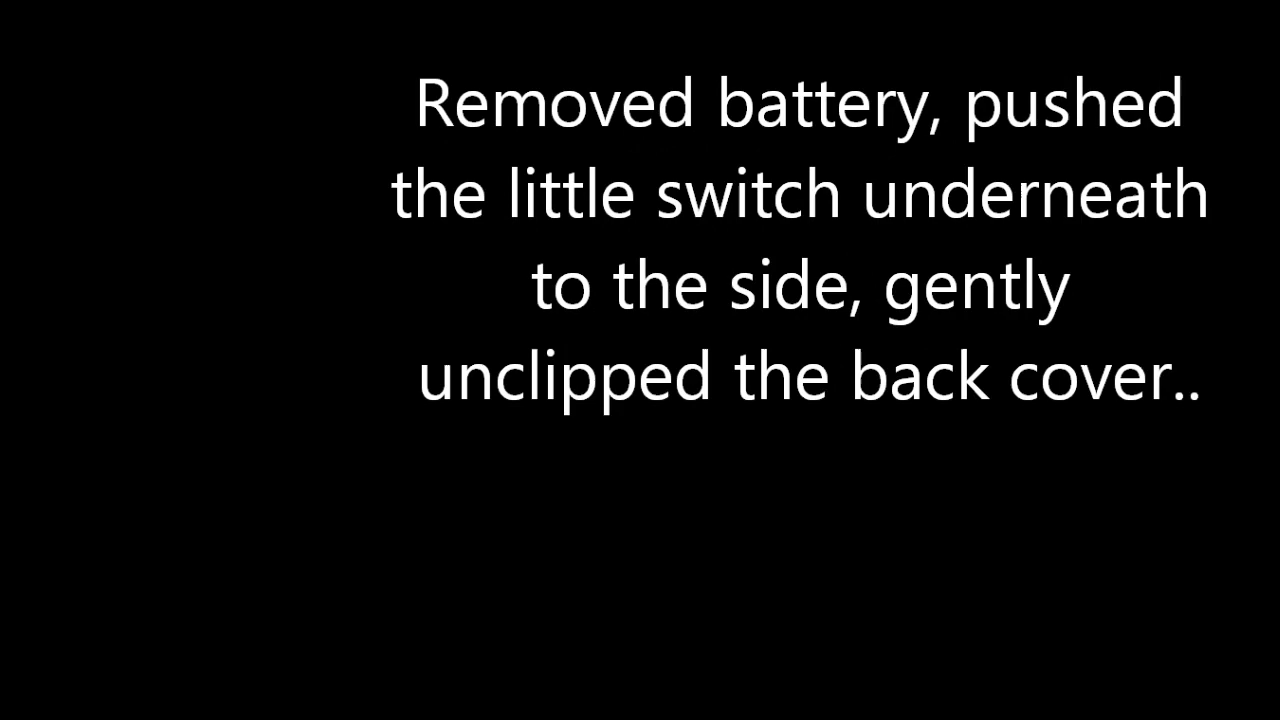 Removed battery, pushed
the little switch underneath
to the side, gently
unclipped the back cover..